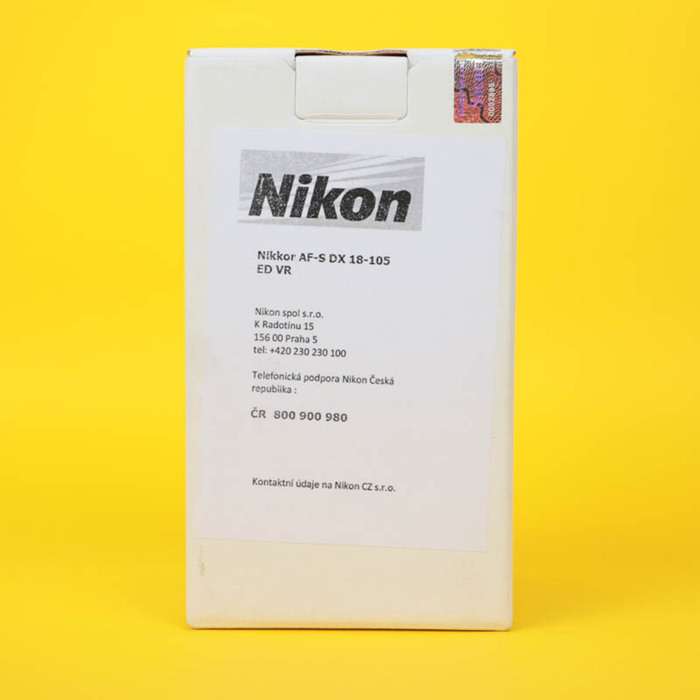 0032895
Nikon
Nikkor AF-S DX 18-105
ED VR
Nikon spol s.r.o.
K Radotínu 15
156 00 Praha 5
tel: +420 230 230 100
Telefonická podpora Nikon Česká
republika :
ČR 800 900 980
Kontaktní údaje na Nikon CZ s.r.o.